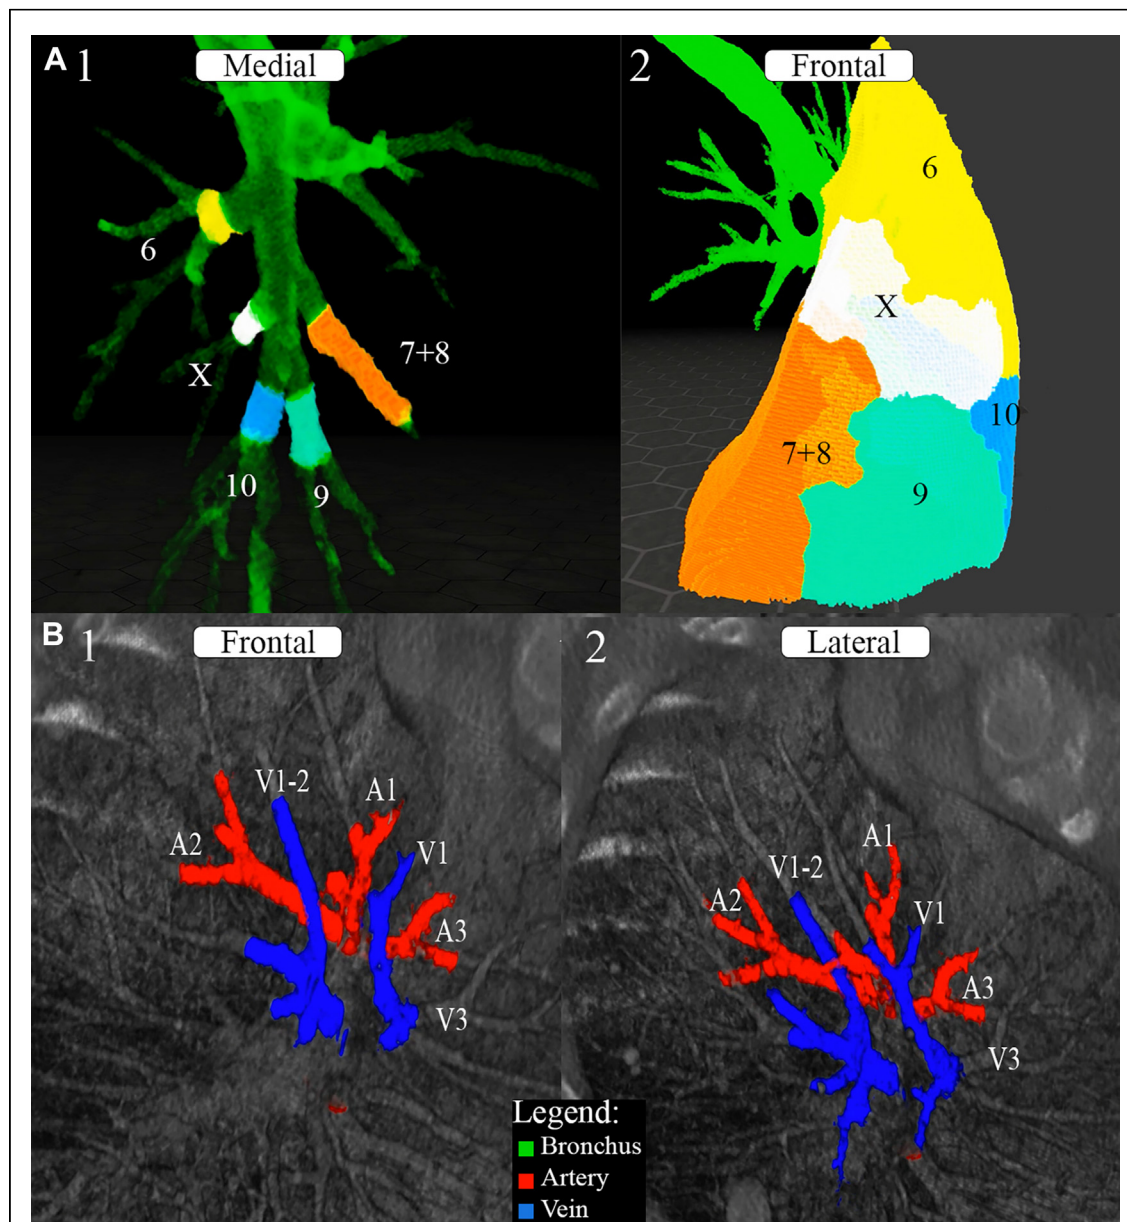 A 1 Medial
6
X
7+8
10
9
2 Frontal
6
X
10
7+8
9
B 1 Frontal
V1-2
A1
A2
V1
A3
V3
2 Lateral
A1
V1-2
A2
V1
A3
V3
Legend:
Bronchus
Artery
Vein